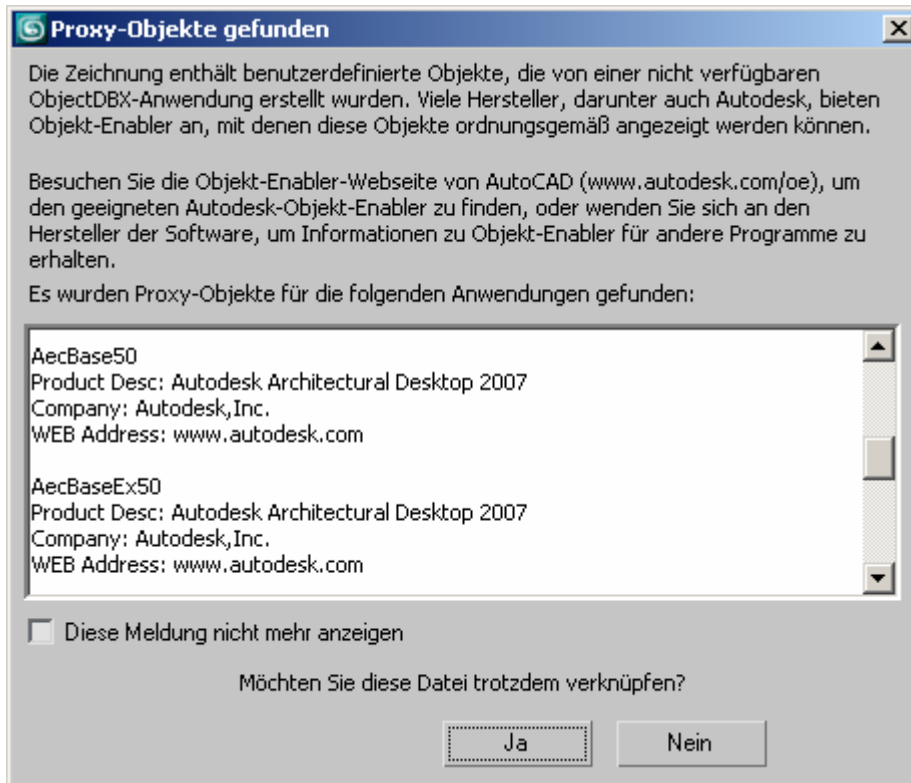 Proxy-Objekte gefunden
Die Zeichnung enthält benutzerdefinierte Objekte, die von einer nicht verfügbaren
ObjectDBX-Anwendung erstellt wurden. Viele Hersteller, darunter auch Autodesk, bieten
Objekt-Enabler an, mit denen diese Objekte ordnungsgemäß angezeigt werden können.
Besuchen Sie die Objekt-Enabler-Webseite von AutoCAD (www.autodesk.com/oe), um
den geeigneten Autodesk-Objekt-Enabler zu finden, oder wenden Sie sich an den
Hersteller der Software, um Informationen zu Objekt-Enabler für andere Programme zu
erhalten.
Es wurden Proxy-Objekte für die folgenden Anwendungen gefunden:
AecBase50
Product Desc: Autodesk Architectural Desktop 2007
Company: Autodesk,Inc.
WEB Address: www.autodesk.com
AecBaseEx50
Product Desc: Autodesk Architectural Desktop 2007
Company: Autodesk,Inc.
WEB Address: www.autodesk.com
Diese Meldung nicht mehr anzeigen
Möchten Sie diese Datei trotzdem verknüpfen?
Ja
Nein